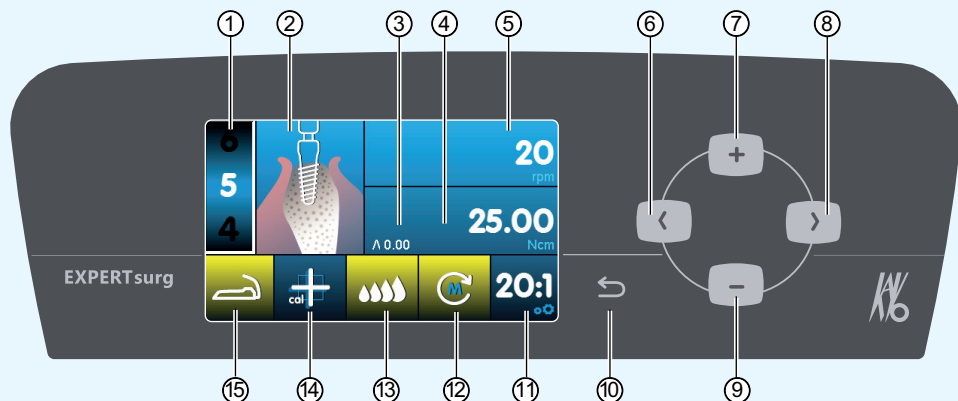 ① ② ③ ④ ⑤ ⑥ ⑦ ⑧
6
5
4
20
rpm
25.00
Ncm
Λ 0.00
+
‹ ›
−
EXPERTsurg
cal
M
20:1
KAVO
⑮ ⑭ ⑬ ⑫ ⑪ ⑩ ⑨